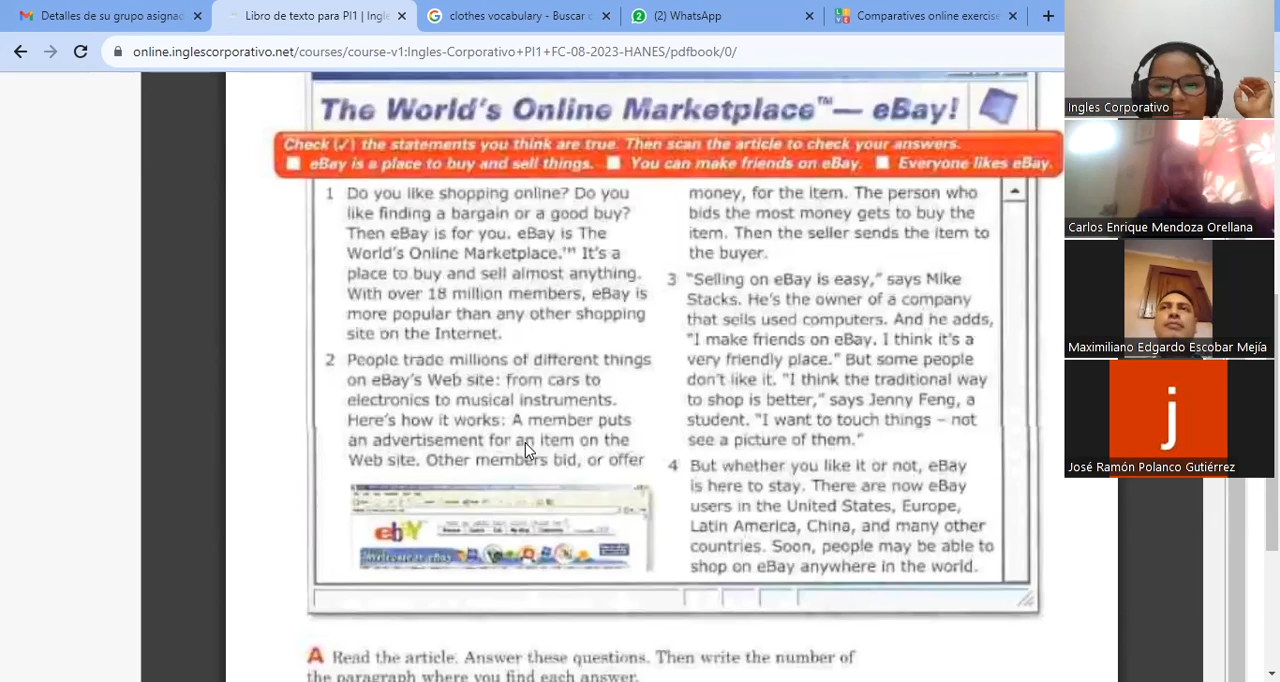 Detalles de su grupo asignac
Libro de texto para PI1 | Ingle
clothes vocabulary - Buscar c
(2) WhatsApp
Comparatives online exercise
online.inglescorporativo.net/courses/course-v1:Ingles-Corporativo+PI1+FC-08-2023-HANES/pdfbook/0/
The World's Online Marketplace™— eBay!
Check (✓) the statements you think are true. Then scan the article to check your answers.
eBay is a place to buy and sell things.
You can make friends on eBay.
Everyone likes eBay.
1 Do you like shopping online? Do you
like finding a bargain or a good buy?
Then eBay is for you. eBay is The
World's Online Marketplace.™ It's a
place to buy and sell almost anything.
With over 18 million members, eBay is
more popular than any other shopping
site on the Internet.
2 People trade millions of different things
on eBay's Web site: from cars to
electronics to musical instruments.
Here's how it works: A member puts
an advertisement for an item on the
Web site. Other members bid, or offer
ebY
Welcome to eBay
money, for the item. The person who
bids the most money gets to buy the
item. Then the seller sends the item to
the buyer.
3 "Selling on eBay is easy," says Mike
Stacks. He's the owner of a company
that sells used computers. And he adds,
"I make friends on eBay. I think it's a
very friendly place." But some people
don't like it. "I think the traditional way
to shop is better," says Jenny Feng, a
student. "I want to touch things – not
see a picture of them."
4 But whether you like it or not, eBay
is here to stay. There are now eBay
users in the United States, Europe,
Latin America, China, and many other
countries. Soon, people may be able to
shop on eBay anywhere in the world.
A Read the article. Answer these questions. Then write the number of
the paragraph where you find each answer.
Ingles Corporativo
Carlos Enrique Mendoza Orellana
Maximiliano Edgardo Escobar Mejía
j
José Ramón Polanco Gutiérrez